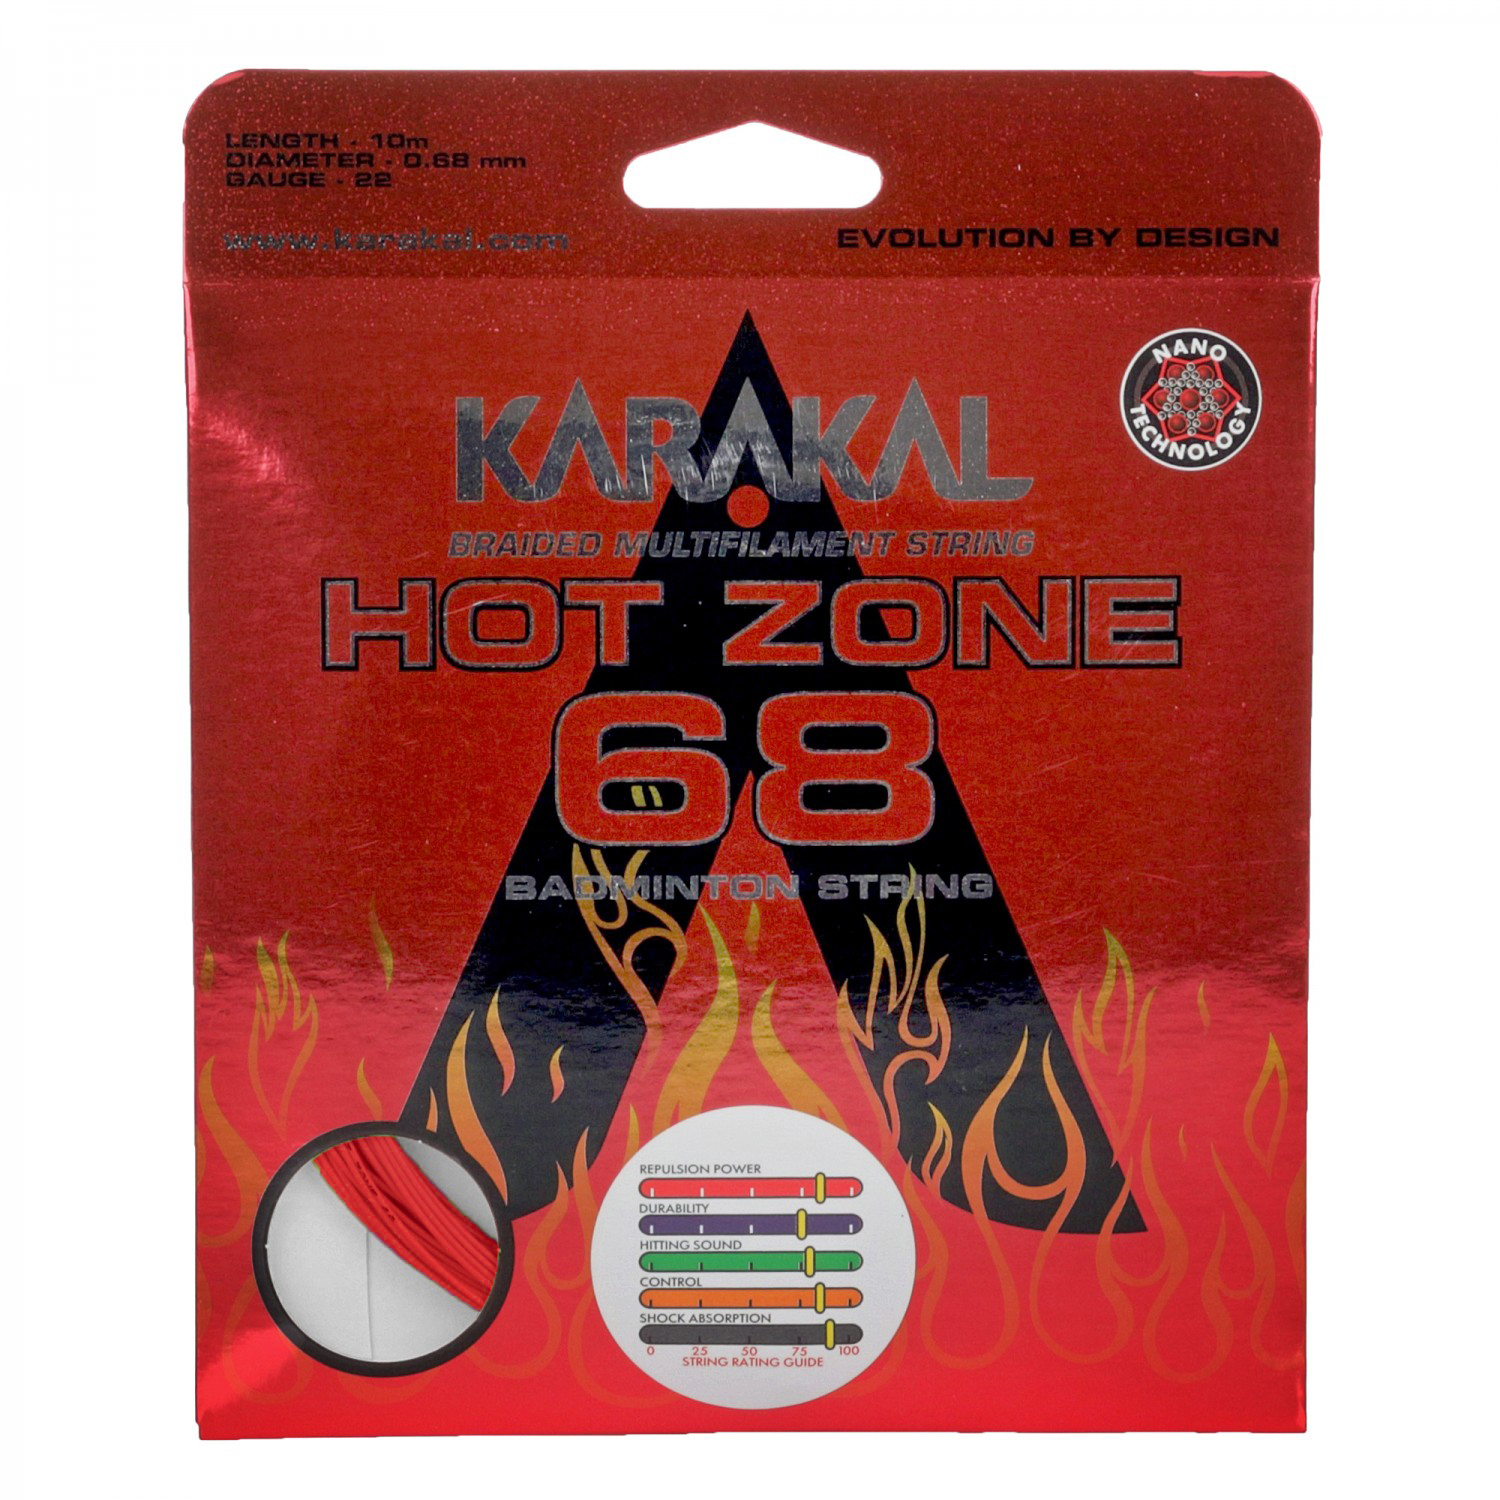 LENGTH - 10m
DIAMETER - 0.68 mm
GAUGE - 22
www.karakal.com
EVOLUTION BY DESIGN
NANO TECHNOLOGY
KARAKAL
BRAIDED MULTIFILAMENT STRING
HOT ZONE
68
BADMINTON STRING
REPULSION POWER
DURABILITY
HITTING SOUND
CONTROL
SHOCK ABSORPTION
0 25 50 75 100
STRING RATING GUIDE